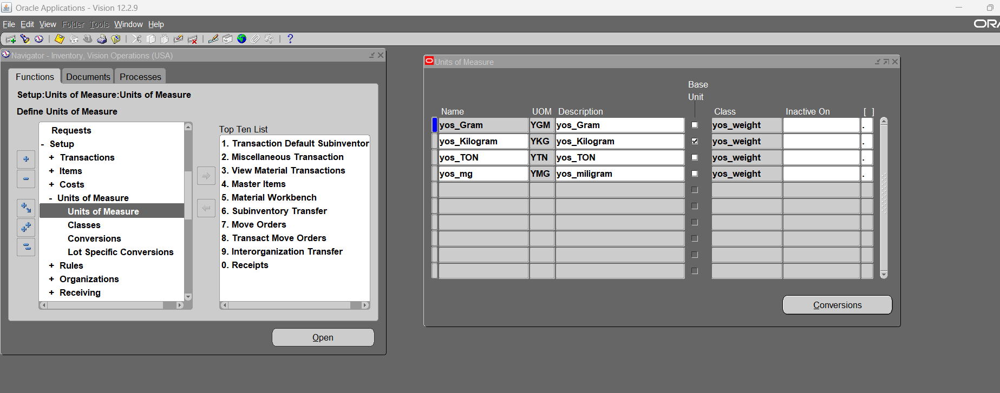 Oracle Applications - Vision 12.2.9
File Edit View Folder Tools Window Help
ORA
Navigator - Inventory, Vision Operations (USA)
Functions Documents Processes
Setup:Units of Measure:Units of Measure
Define Units of Measure
Requests
- Setup
+ Transactions
+ Items
+ Costs
- Units of Measure
Units of Measure
Classes
Conversions
Lot Specific Conversions
+ Rules
+ Organizations
+ Receiving
Top Ten List
1. Transaction Default Subinventor
2. Miscellaneous Transaction
3. View Material Transactions
4. Master Items
5. Material Workbench
6. Subinventory Transfer
7. Move Orders
8. Transact Move Orders
9. Interorganization Transfer
0. Receipts
Open
Units of Measure
Base
Unit
Name UOM Description Class Inactive On [ ]
yos_Gram YGM yos_Gram yos_weight .
yos_Kilogram YKG yos_Kilogram yos_weight .
yos_TON YTN yos_TON yos_weight .
yos_mg YMG yos_miligram yos_weight .
Conversions